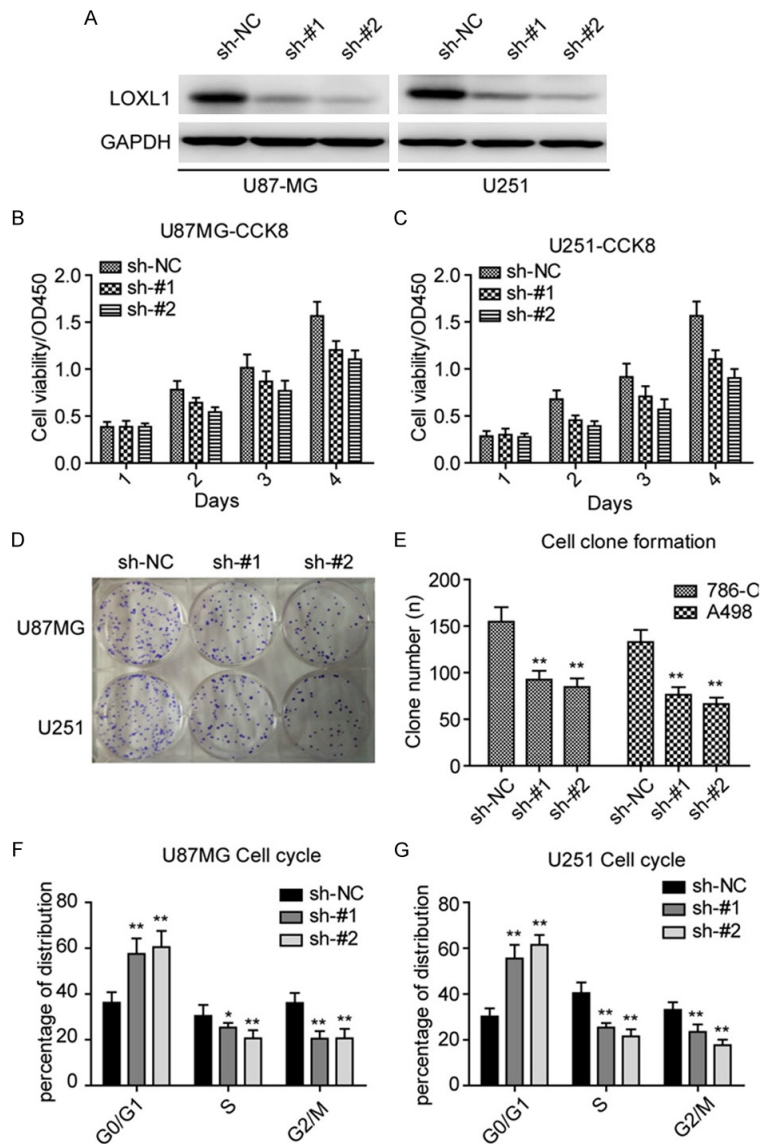 A
sh-NC sh-#1 sh-#2 sh-NC sh-#1 sh-#2
LOXL1
GAPDH
U87-MG U251
B
U87MG-CCK8
sh-NC
sh-#1
sh-#2
Cell viability/OD450
2.0
1.5
1.0
0.5
0.0
1 2 3 4
Days
C
U251-CCK8
sh-NC
sh-#1
sh-#2
Cell viability/OD450
2.0
1.5
1.0
0.5
0.0
1 2 3 4
Days
D
sh-NC sh-#1 sh-#2
U87MG
U251
E
Cell clone formation
786-O
A498
Clone number (n)
200
150
100
50
0
** ** ** **
sh-NC sh-#1 sh-#2 sh-NC sh-#1 sh-#2
F
U87MG Cell cycle
sh-NC
sh-#1
sh-#2
percentage of distribution
80
60
40
20
0
** ** * ** ** **
G0/G1 S G2/M
G
U251 Cell cycle
sh-NC
sh-#1
sh-#2
percentage of distribution
80
60
40
20
0
** ** ** ** ** **
G0/G1 S G2/M